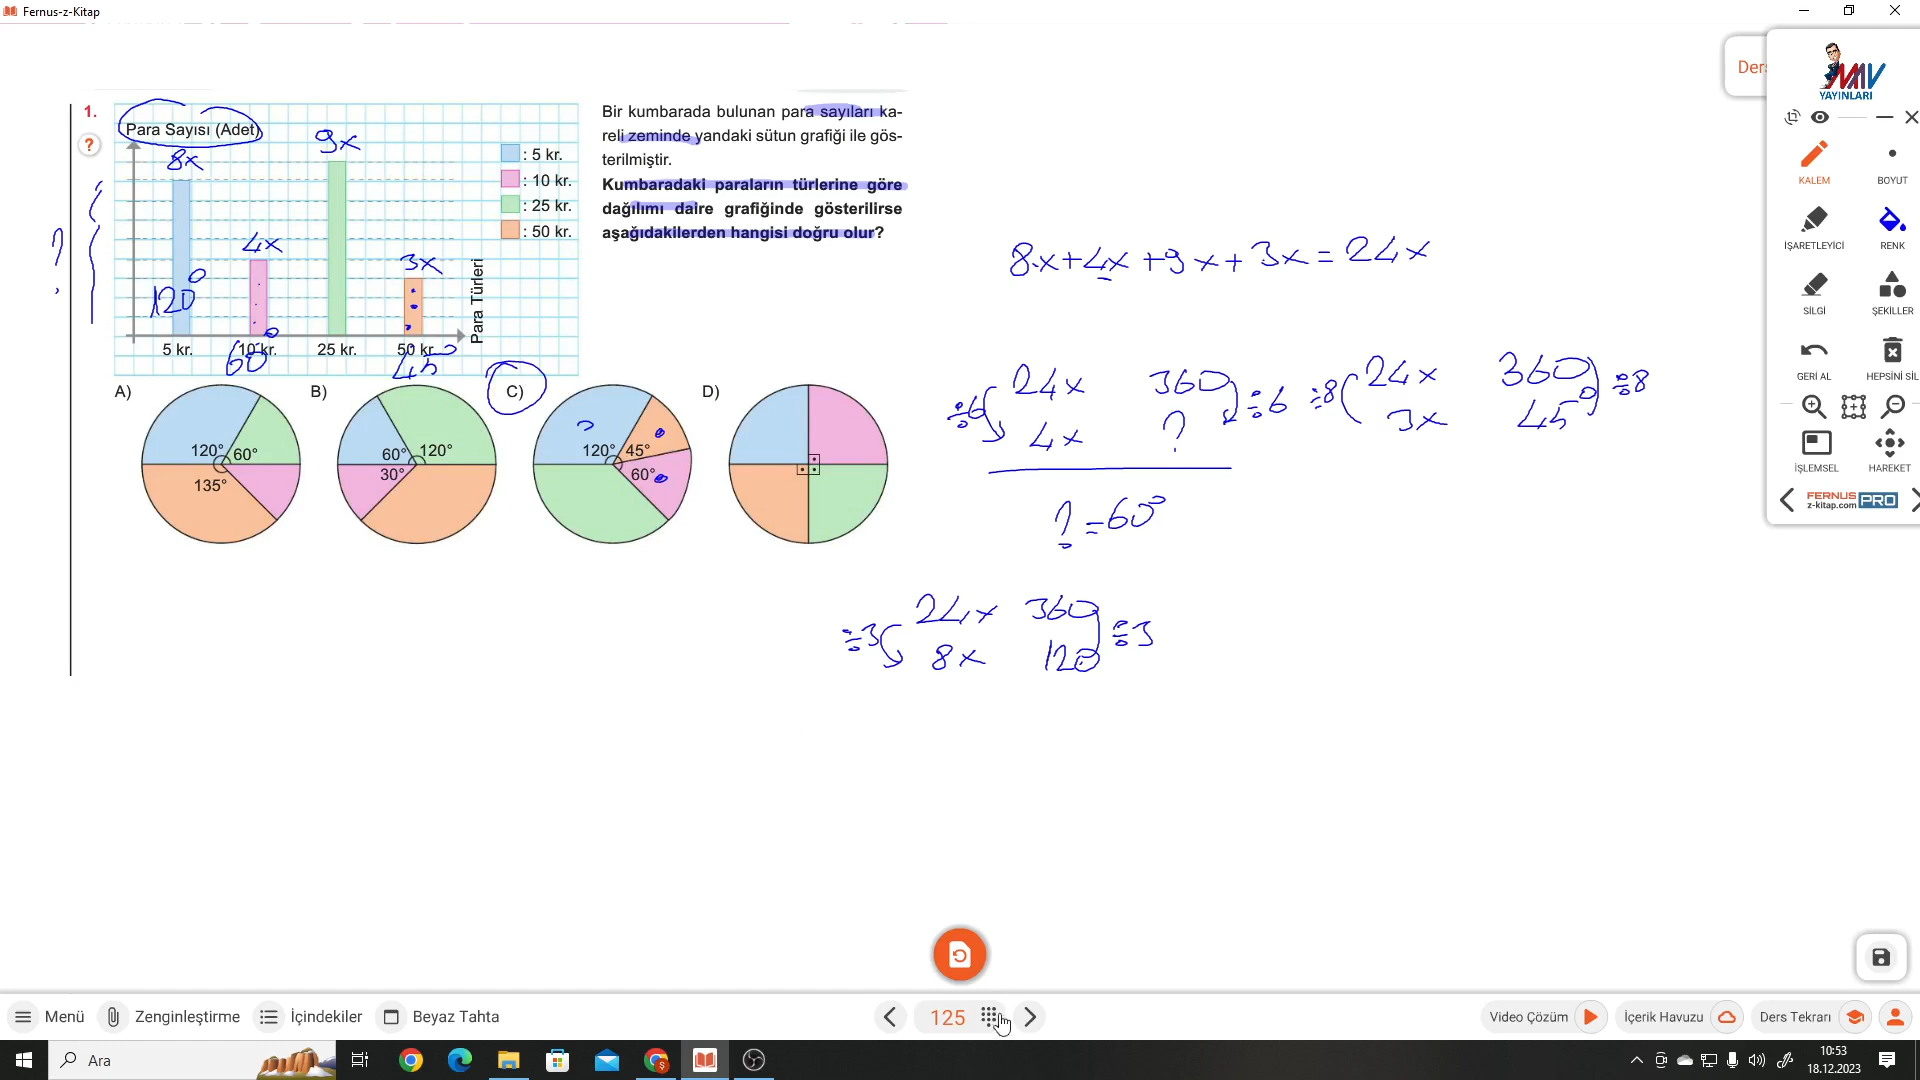 Fernus-z-Kitap
1.
?
Para Sayısı (Adet)
8x
4x
9x
3x
120°
60°
45°
?
5 kr.
10 kr.
25 kr.
50 kr.
Para Türleri
: 5 kr.
: 10 kr.
: 25 kr.
: 50 kr.
Bir kumbarada bulunan para sayıları ka-
reli zeminde yandaki sütun grafiği ile gös-
terilmiştir.
Kumbaradaki paraların türlerine göre
dağılımı daire grafiğinde gösterilirse
aşağıdakilerden hangisi doğru olur?
A)
120°
60°
135°
B)
60°
120°
30°
C)
120°
45°
60°
D)
8x+4x+9x+3x=24x
÷6 24x 360 ÷6
4x ?
?=60°
÷8 24x 360 ÷8
3x 45°
÷3 24x 360 ÷3
8x 120
Ders
MAV
YAYINLARI
KALEM
BOYUT
İŞARETLEYİCİ
RENK
SİLGİ
ŞEKİLLER
GERİ AL
HEPSİNİ SİL
İŞLEMSEL
HAREKET
FERNUS
z-kitap.com PRO
Menü
Zenginleştirme
İçindekiler
Beyaz Tahta
125
Video Çözüm
İçerik Havuzu
Ders Tekrarı
Ara
10:53
18.12.2023